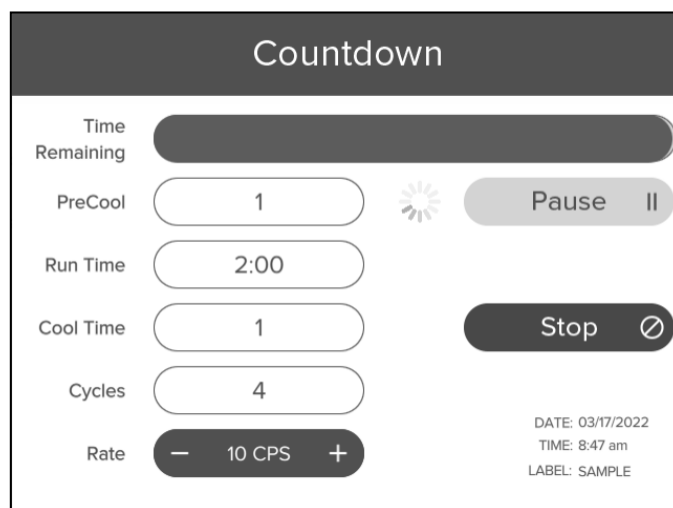 Countdown
Time
Remaining
PreCool 1 Pause
Run Time 2:00
Cool Time 1 Stop
Cycles 4
Rate − 10 CPS +
DATE: 03/17/2022
TIME: 8:47 am
LABEL: SAMPLE